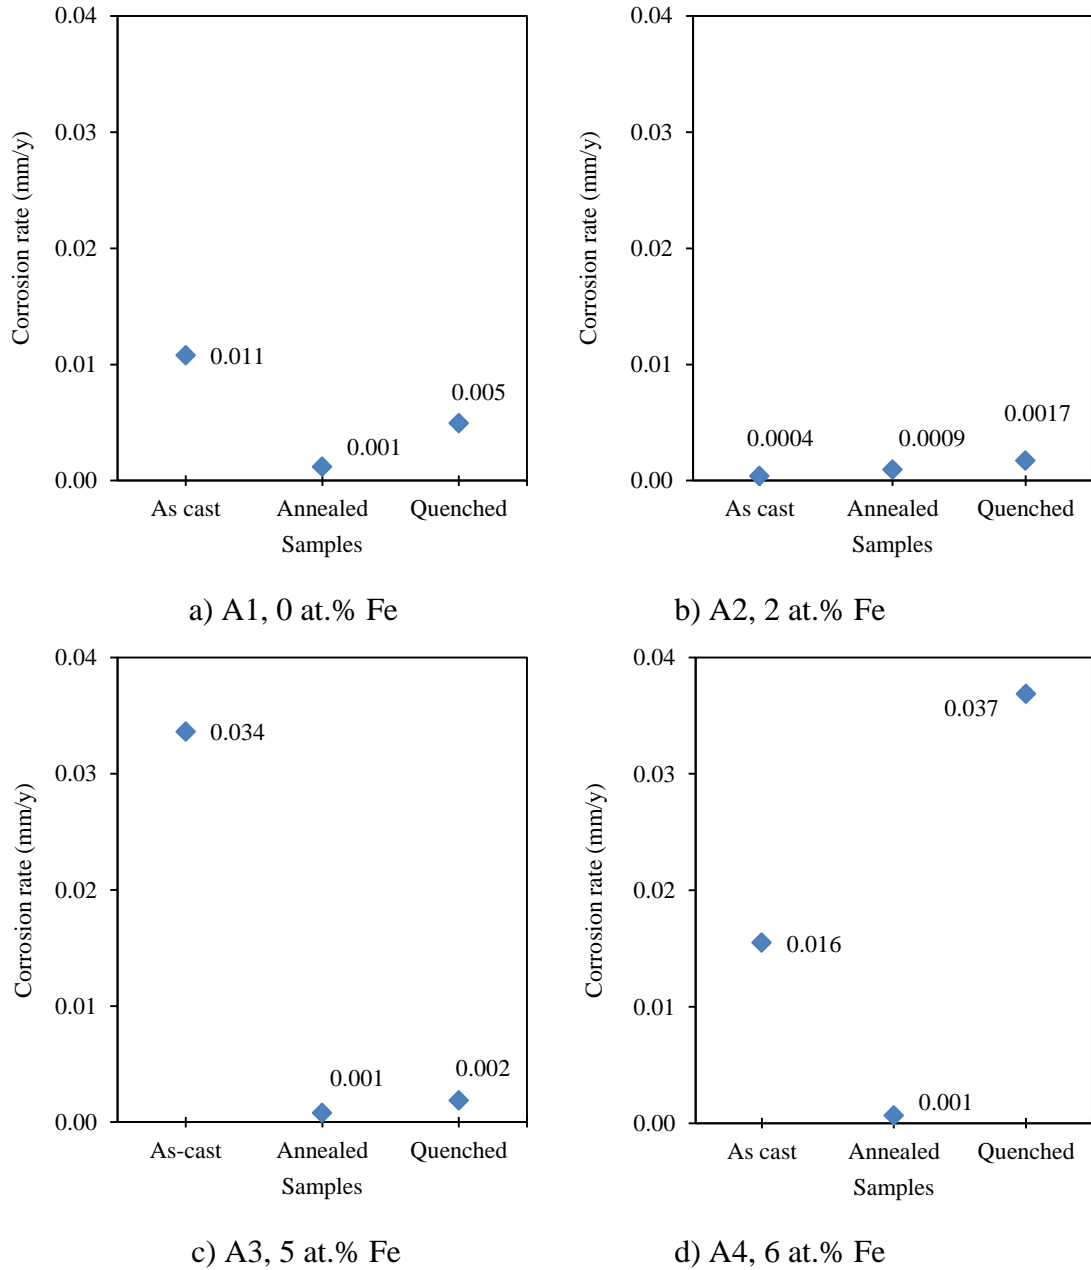 0.04
0.03
0.02
0.01
0.00
Corrosion rate (mm/y)
0.011
0.001
0.005
As cast Annealed Quenched
Samples
a) A1, 0 at.% Fe
0.04
0.03
0.02
0.01
0.00
Corrosion rate (mm/y)
0.0004
0.0009
0.0017
As cast Annealed Quenched
Samples
b) A2, 2 at.% Fe
0.04
0.03
0.02
0.01
0.00
Corrosion rate (mm/y)
0.034
0.001
0.002
As-cast Annealed Quenched
Samples
c) A3, 5 at.% Fe
0.04
0.03
0.02
0.01
0.00
Corrosion rate (mm/y)
0.016
0.001
0.037
As cast Annealed Quenched
Samples
d) A4, 6 at.% Fe